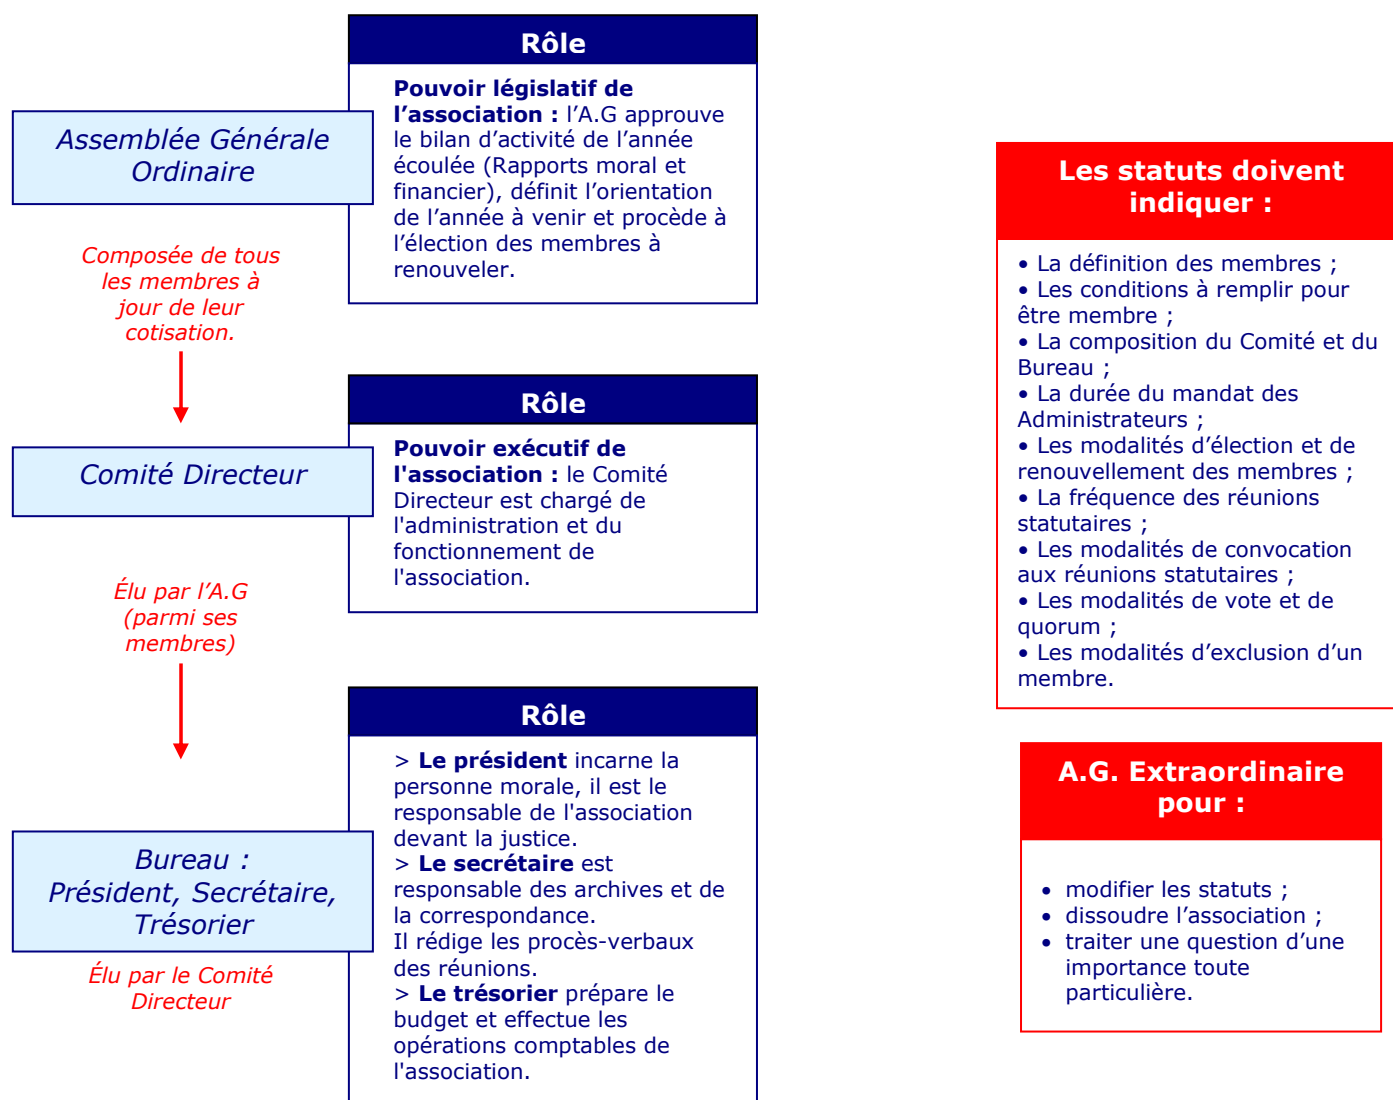 Rôle
Pouvoir législatif de
l’association : l’A.G approuve
le bilan d’activité de l’année
écoulée (Rapports moral et
financier), définit l’orientation
de l’année à venir et procède à
l’élection des membres à
renouveler.
Assemblée Générale
Ordinaire
Composée de tous
les membres à
jour de leur
cotisation.
Rôle
Pouvoir exécutif de
l'association : le Comité
Directeur est chargé de
l'administration et du
fonctionnement de
l'association.
Comité Directeur
Élu par l’A.G
(parmi ses
membres)
Rôle
> Le président incarne la
personne morale, il est le
responsable de l'association
devant la justice.
> Le secrétaire est
responsable des archives et de
la correspondance.
Il rédige les procès-verbaux
des réunions.
> Le trésorier prépare le
budget et effectue les
opérations comptables de
l'association.
Bureau :
Président, Secrétaire,
Trésorier
Élu par le Comité
Directeur
Les statuts doivent
indiquer :
• La définition des membres ;
• Les conditions à remplir pour
être membre ;
• La composition du Comité et du
Bureau ;
• La durée du mandat des
Administrateurs ;
• Les modalités d’élection et de
renouvellement des membres ;
• La fréquence des réunions
statutaires ;
• Les modalités de convocation
aux réunions statutaires ;
• Les modalités de vote et de
quorum ;
• Les modalités d’exclusion d’un
membre.
A.G. Extraordinaire
pour :
• modifier les statuts ;
• dissoudre l’association ;
• traiter une question d’une
importance toute
particulière.